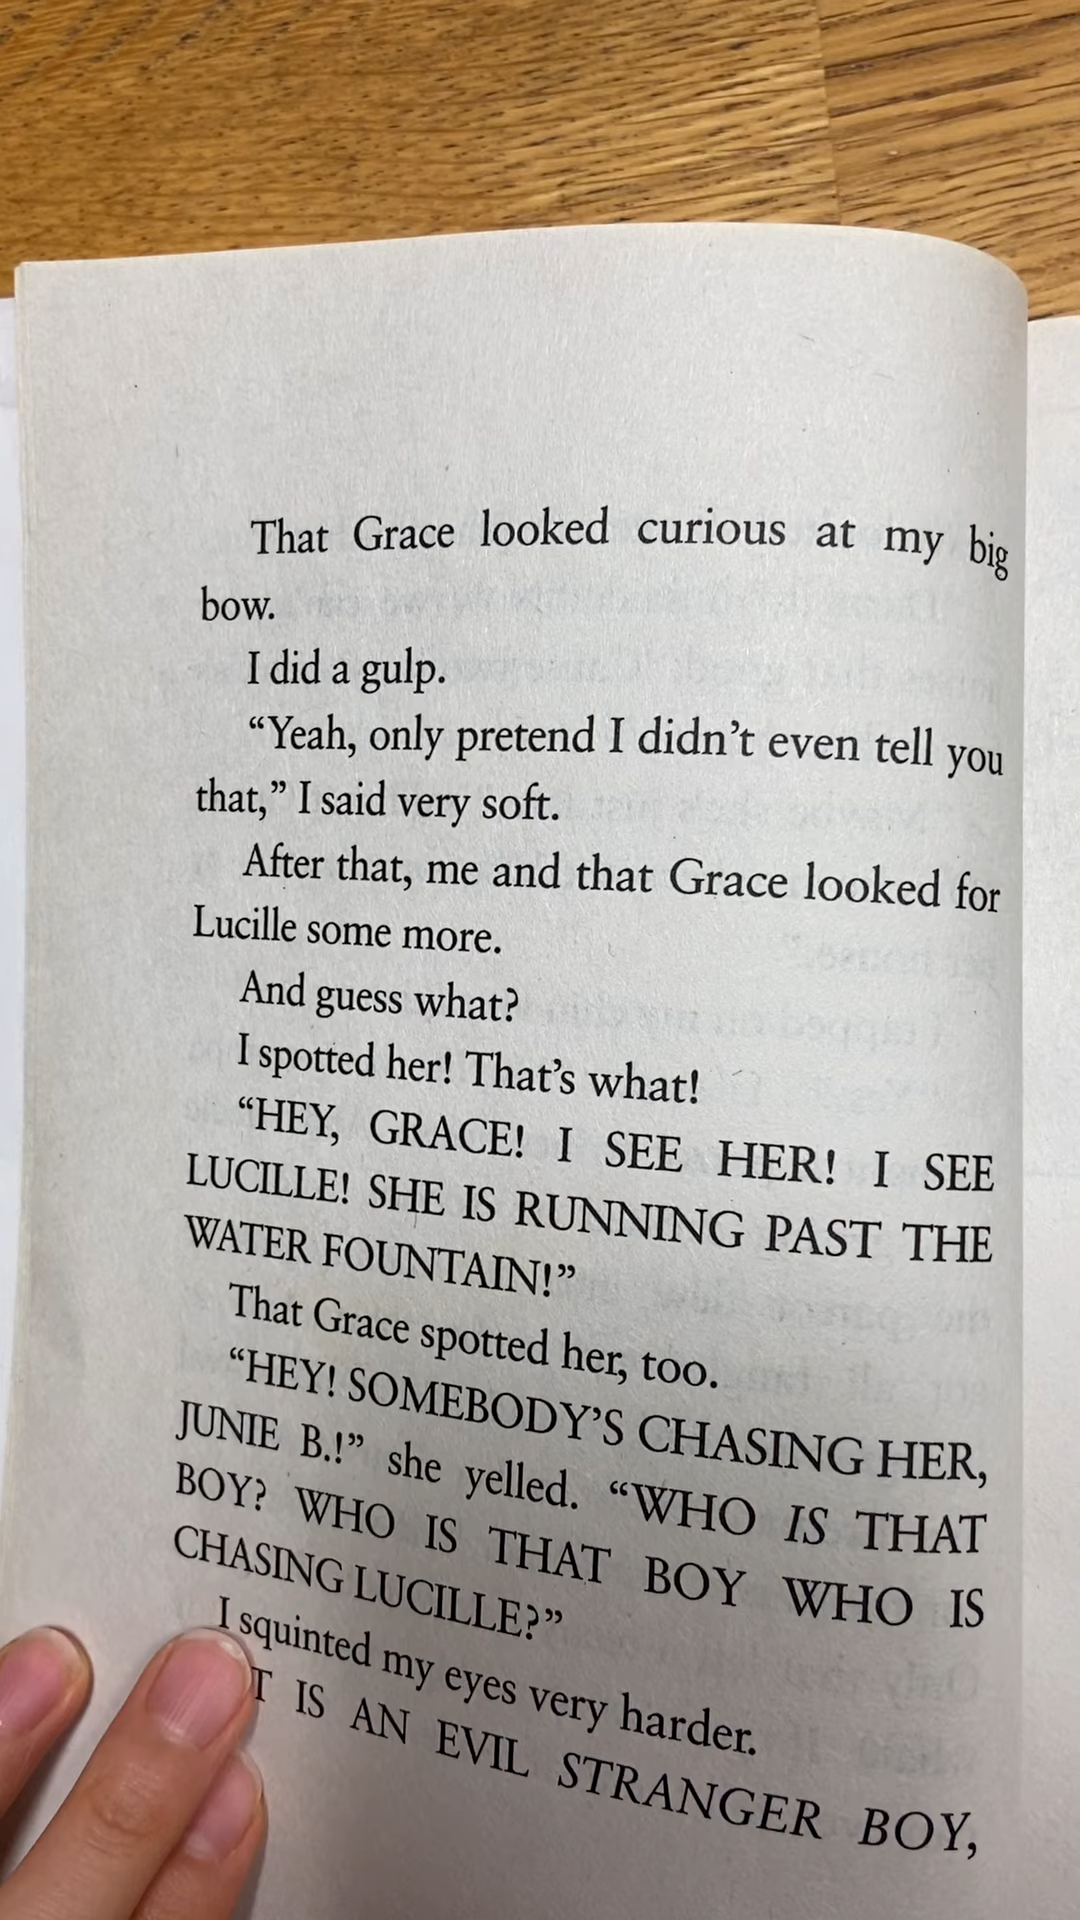 That Grace looked curious at my big
bow.
I did a gulp.
“Yeah, only pretend I didn’t even tell you
that,” I said very soft.
After that, me and that Grace looked for
Lucille some more.
And guess what?
I spotted her! That’s what!
“HEY, GRACE! I SEE HER! I SEE
LUCILLE! SHE IS RUNNING PAST THE
WATER FOUNTAIN!”
That Grace spotted her, too.
“HEY! SOMEBODY’S CHASING HER,
JUNIE B.!” she yelled. “WHO IS THAT
BOY? WHO IS THAT BOY WHO IS
CHASING LUCILLE?”
I squinted my eyes very harder.
IS AN EVIL STRANGER BOY,